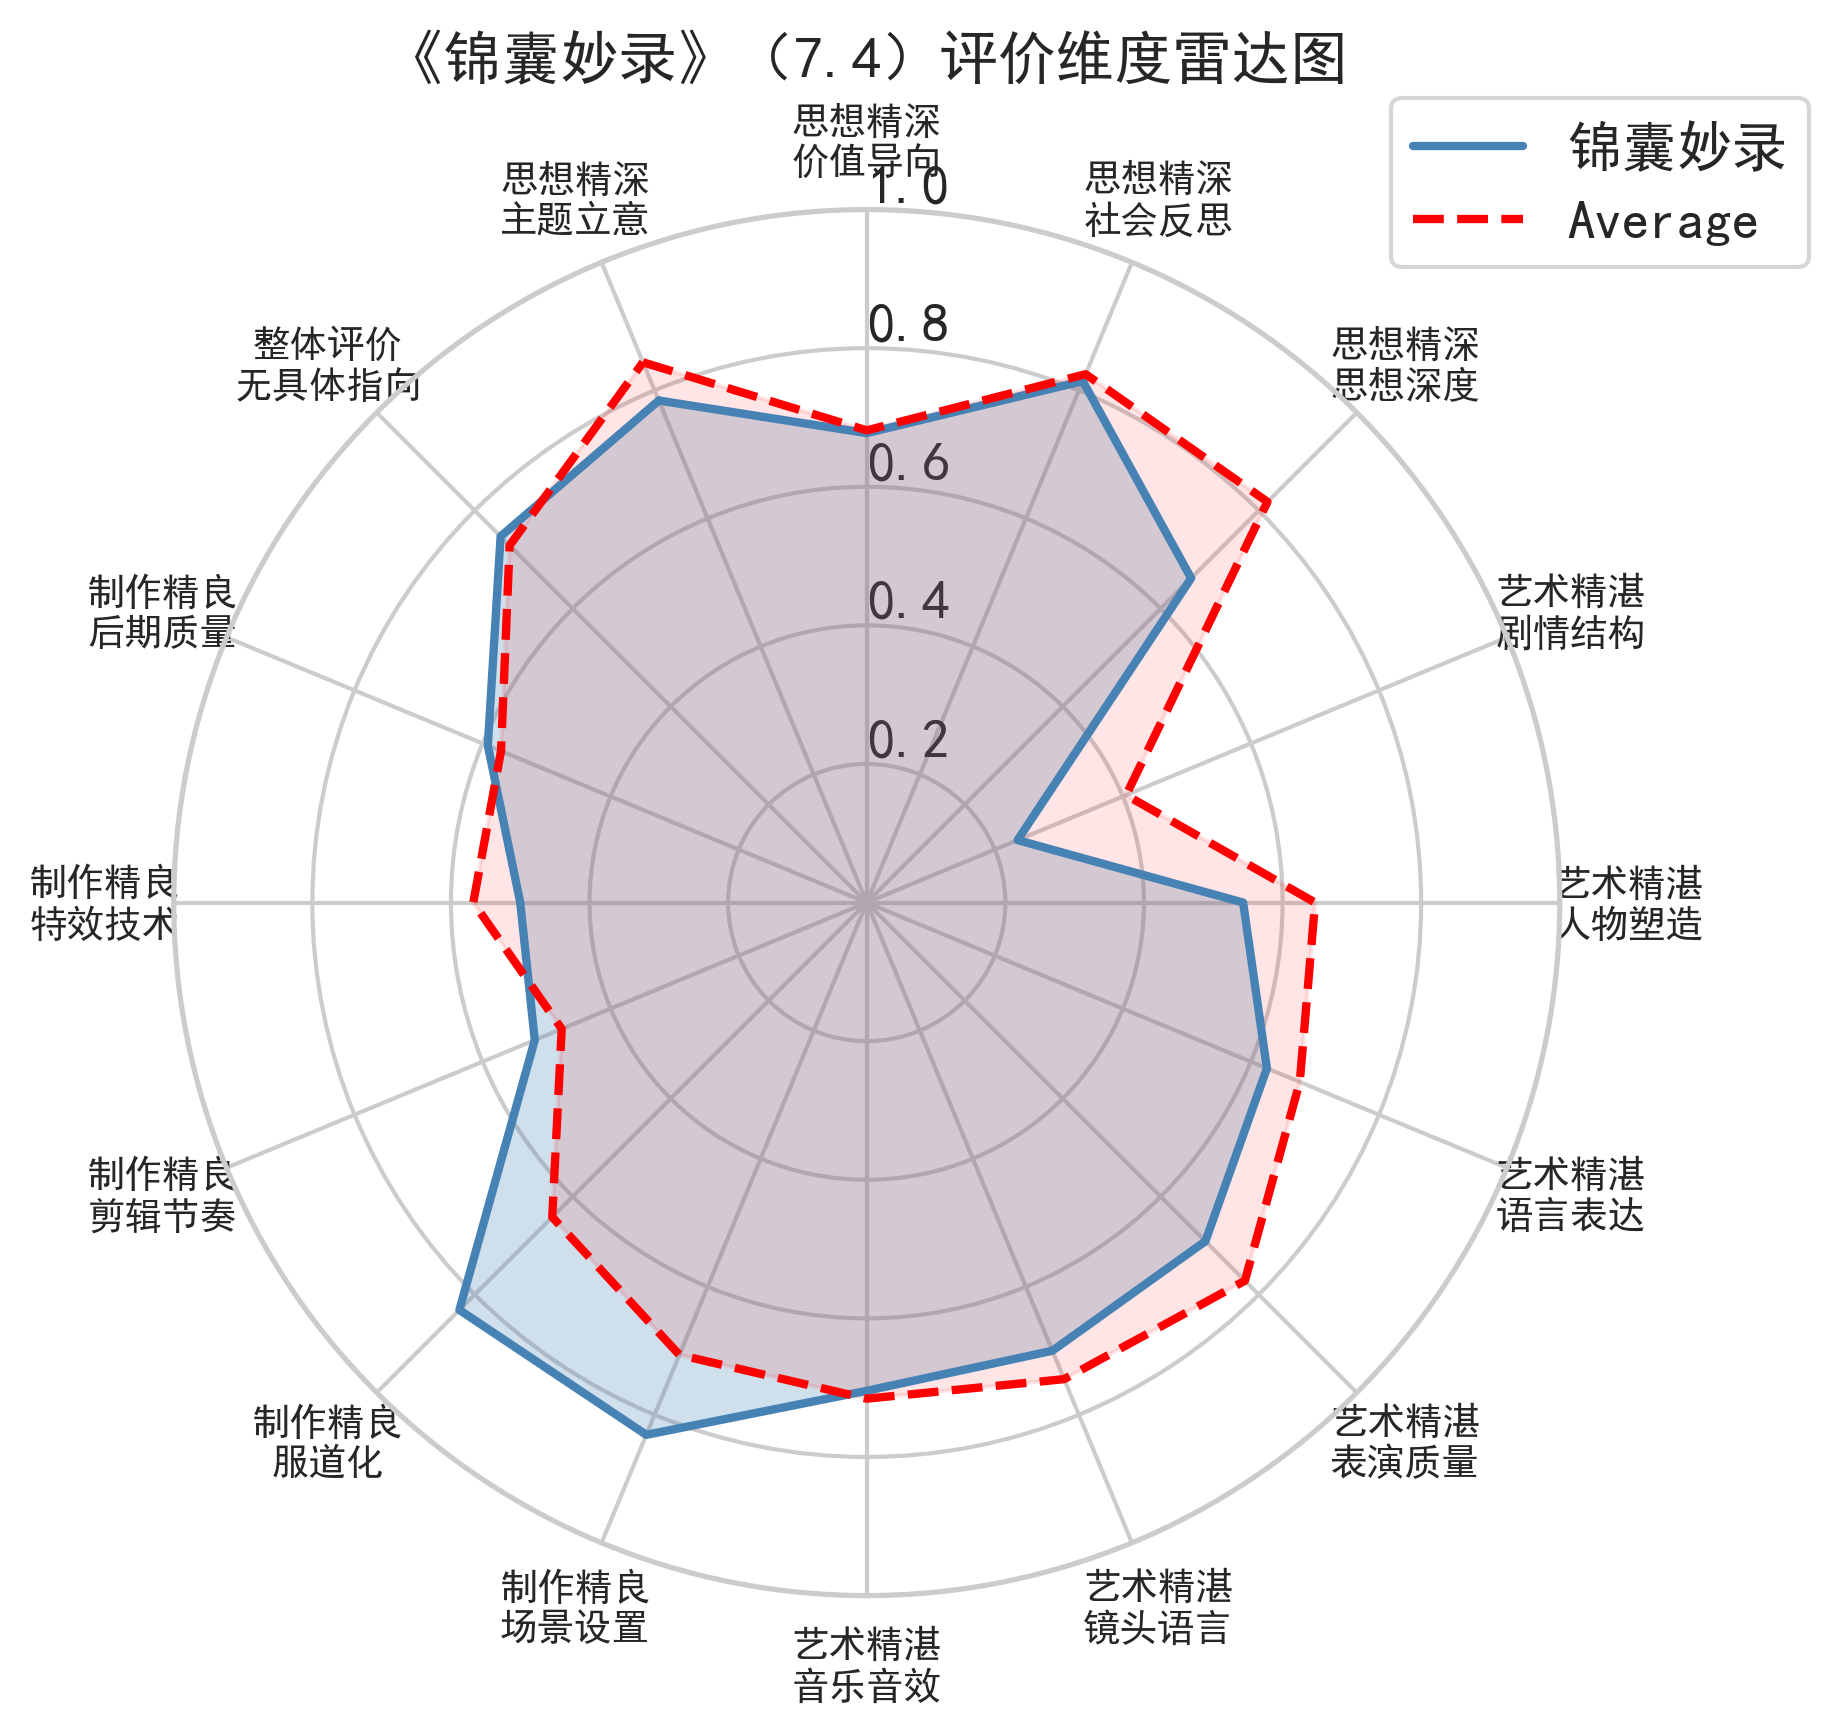 《锦囊妙录》（7.4）评价维度雷达图
锦囊妙录
Average
思想精深
价值导向
思想精深
社会反思
思想精深
思想深度
艺术精湛
剧情结构
艺术精湛
人物塑造
艺术精湛
语言表达
艺术精湛
表演质量
艺术精湛
镜头语言
艺术精湛
音乐音效
制作精良
场景设置
制作精良
服道化
制作精良
剪辑节奏
制作精良
特效技术
制作精良
后期质量
整体评价
无具体指向
思想精深
主题立意
1.0
0.8
0.6
0.4
0.2